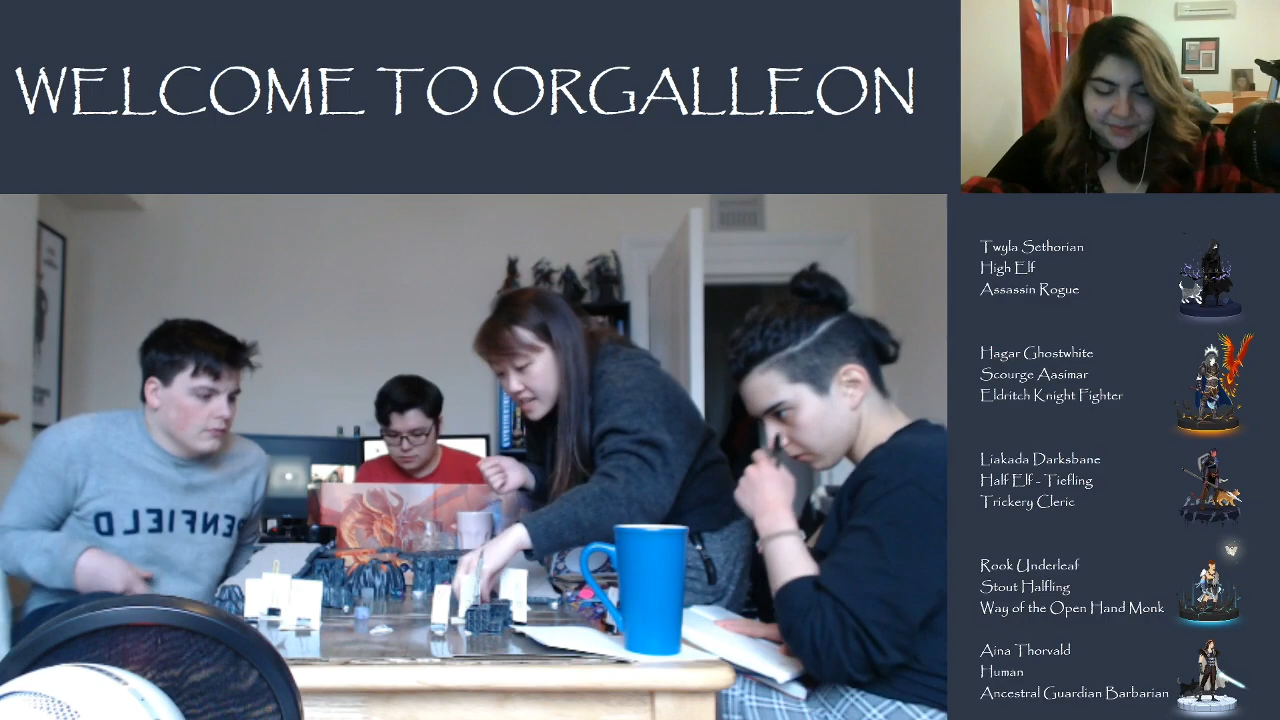 WELCOME TO ORGALLEON
Twyla Sethorian
High Elf
Assassin Rogue
Hagar Ghostwhite
Scourge Aasimar
Eldritch Knight Fighter
Liakada Darksbane
Half Elf - Tiefling
Trickery Cleric
Rook Underleaf
Stout Halfling
Way of the Open Hand Monk
Aina Thorvald
Human
Ancestral Guardian Barbarian
PENFIELD